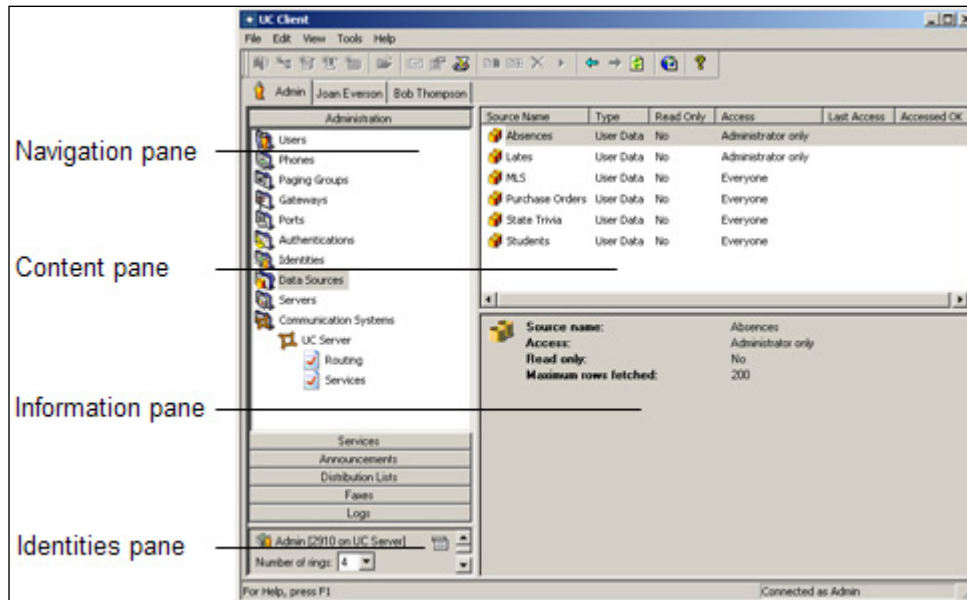 UC Client
File Edit View Tools Help
Admin Joan Everson Bob Thompson
Navigation pane
Content pane
Information pane
Identities pane
Administration
Users
Phones
Paging Groups
Gateways
Ports
Authentications
Identities
Data Sources
Servers
Communication Systems
UC Server
Routing
Services
Services
Announcements
Distribution Lists
Faxes
Logs
Admin [2910 on UC Server]
Number of rings: 4
Source Name Type Read Only Access Last Access Accessed OK
Absences User Data No Administrator only
Lates User Data No Administrator only
MLS User Data No Everyone
Purchase Orders User Data No Everyone
State Trivia User Data No Everyone
Students User Data No Everyone
Source name: Absences
Access: Administrator only
Read only: No
Maximum rows fetched: 200
For Help, press F1 Connected as Admin